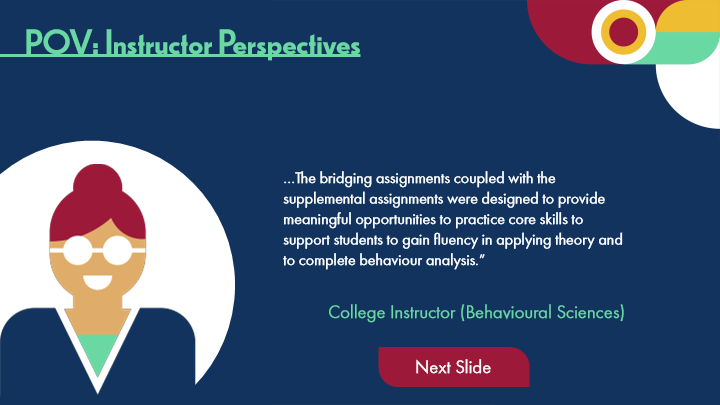 POV: Instructor Perspectives
...The bridging assignments coupled with the
supplemental assignments were designed to provide
meaningful opportunities to practice core skills to
support students to gain fluency in applying theory and
to complete behaviour analysis.”
College Instructor (Behavioural Sciences)
Next Slide